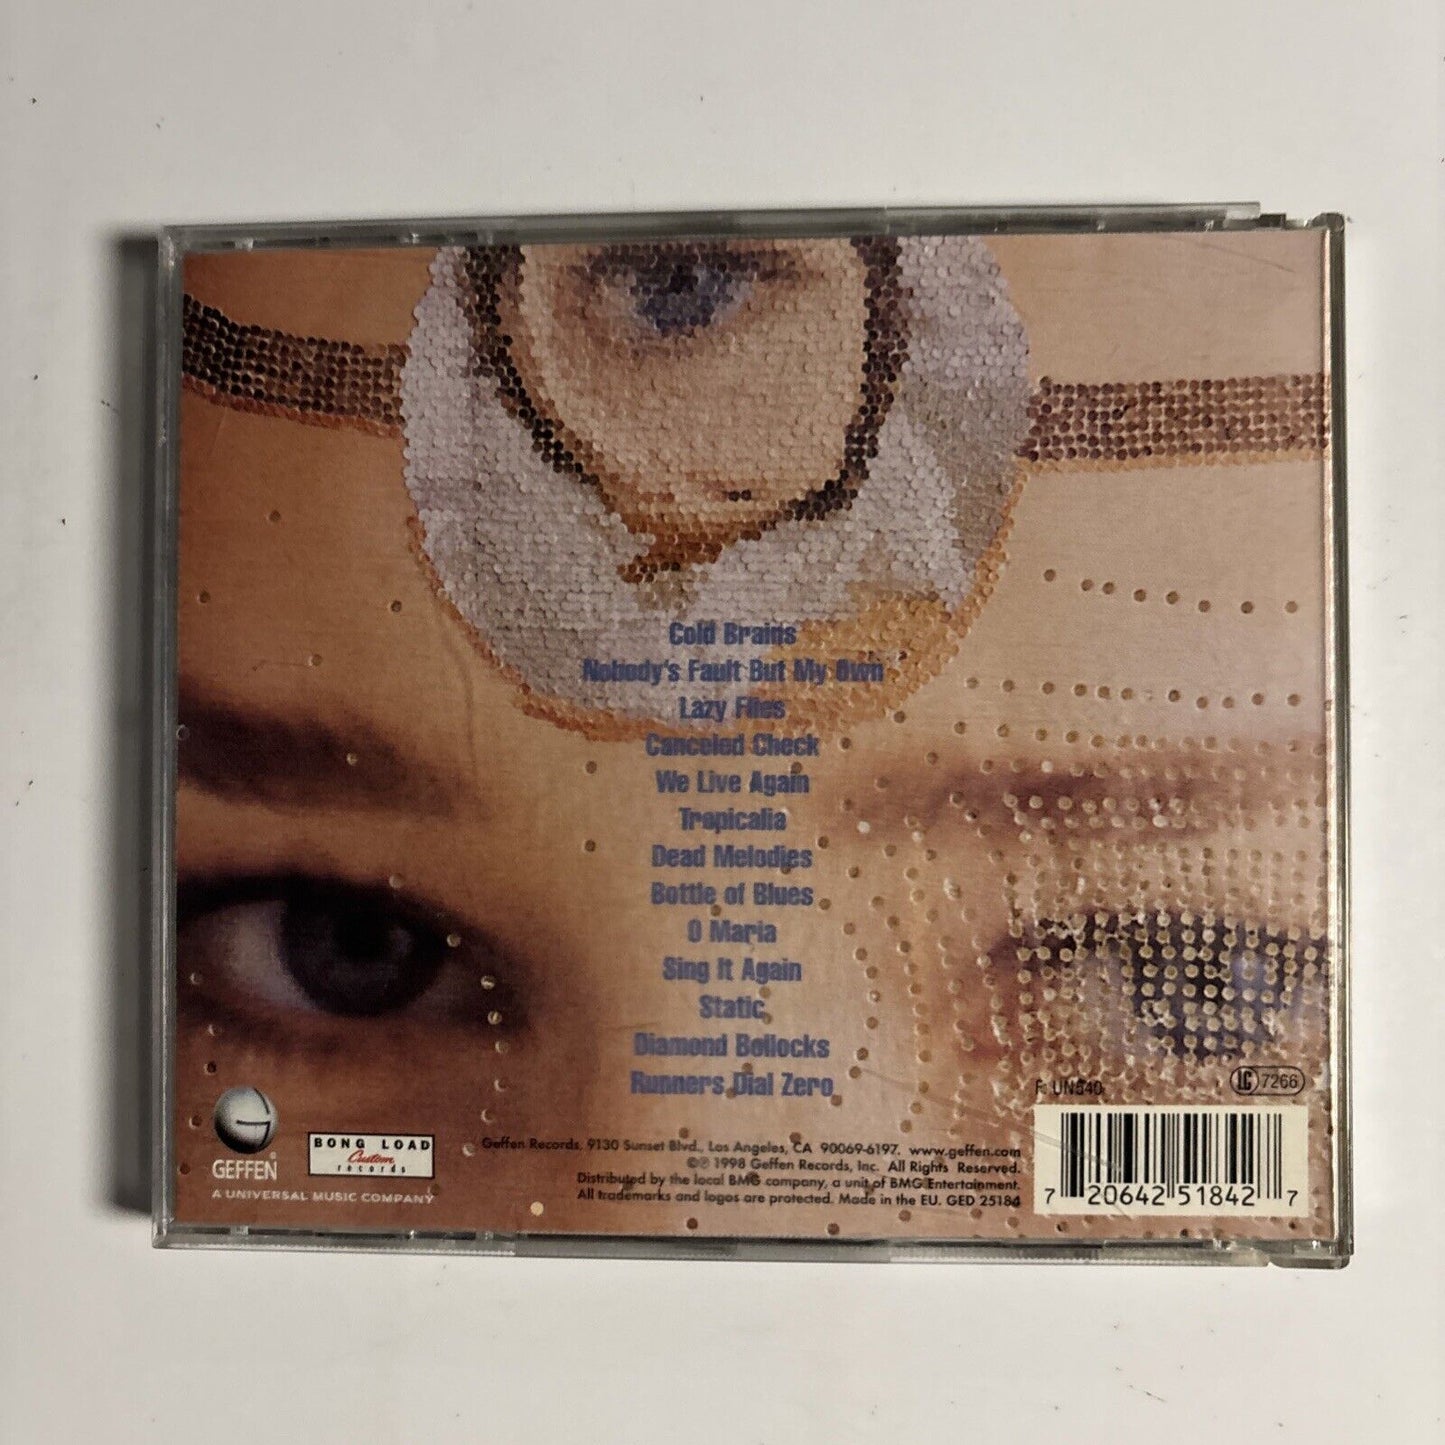 Cold Brains
Nobody's Fault But My Own
Lazy Flies
Canceled Check
We Live Again
Tropicalia
Dead Melodies
Bottle of Blues
O Maria
Sing It Again
Static
Diamond Bollocks
Runners Dial Zero
F: UN840
LC 7266
GEFFEN®
A UNIVERSAL MUSIC COMPANY
BONG LOAD
Custom
records
Geffen Records, 9130 Sunset Blvd., Los Angeles, CA 90069-6197. www.geffen.com
©℗ 1998 Geffen Records, Inc. All Rights Reserved.
Distributed by the local BMG company, a unit of BMG Entertainment.
All trademarks and logos are protected. Made in the EU. GED 25184
7 20642 51842 7